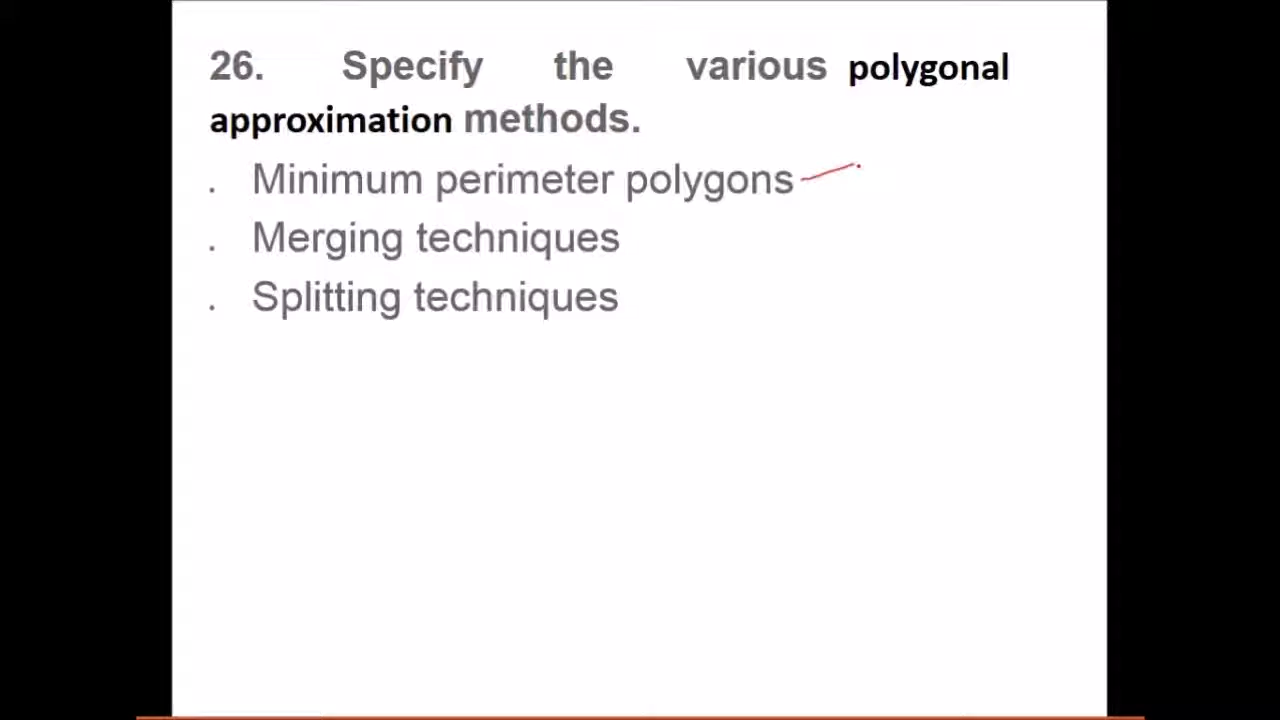 26. Specify the various polygonal
approximation methods.
. Minimum perimeter polygons
. Merging techniques
. Splitting techniques